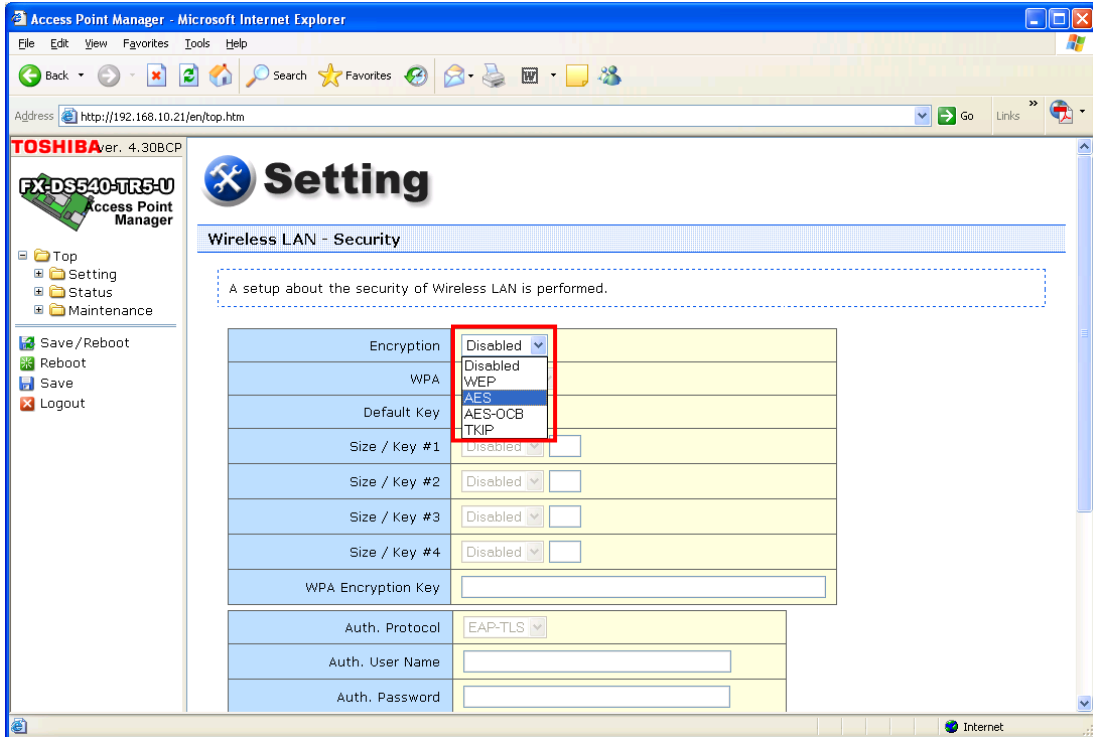 Access Point Manager - Microsoft Internet Explorer
File Edit View Favorites Tools Help
Back Search Favorites
Address http://192.168.10.21/en/top.htm Go Links »
TOSHIBA ver. 4.30BCP
FX-DS540-TR5-U
Access Point
Manager
Top
Setting
Status
Maintenance
Save/Reboot
Reboot
Save
Logout
Setting
Wireless LAN - Security
A setup about the security of Wireless LAN is performed.
Encryption Disabled
Disabled
WEP
AES
AES-OCB
TKIP
WPA
Default Key
Size / Key #1 Disabled
Size / Key #2 Disabled
Size / Key #3 Disabled
Size / Key #4 Disabled
WPA Encryption Key
Auth. Protocol EAP-TLS
Auth. User Name
Auth. Password
Internet